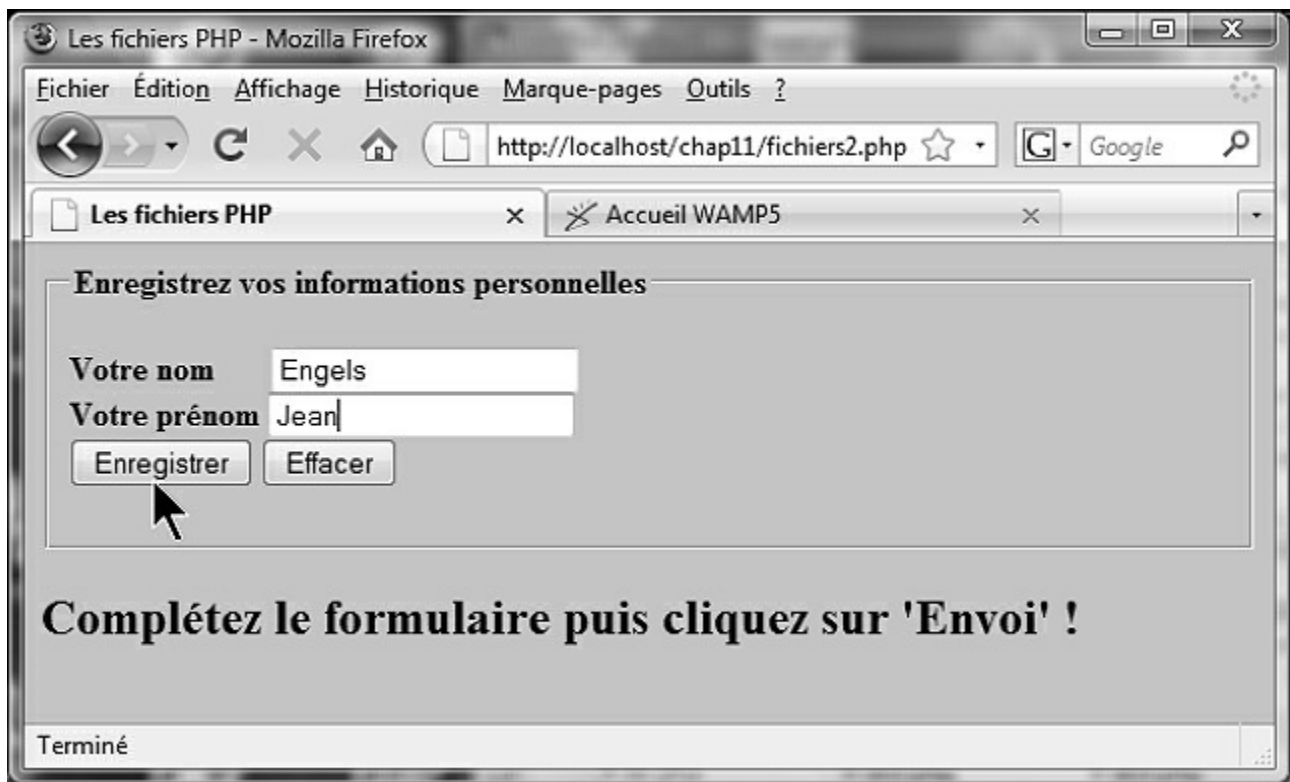 Les fichiers PHP - Mozilla Firefox
Fichier Édition Affichage Historique Marque-pages Outils ?
http://localhost/chap11/fichiers2.php G Google
Les fichiers PHP Accueil WAMP5
Enregistrez vos informations personnelles
Votre nom Engels
Votre prénom Jean
Enregistrer Effacer
Complétez le formulaire puis cliquez sur 'Envoi' !
Terminé